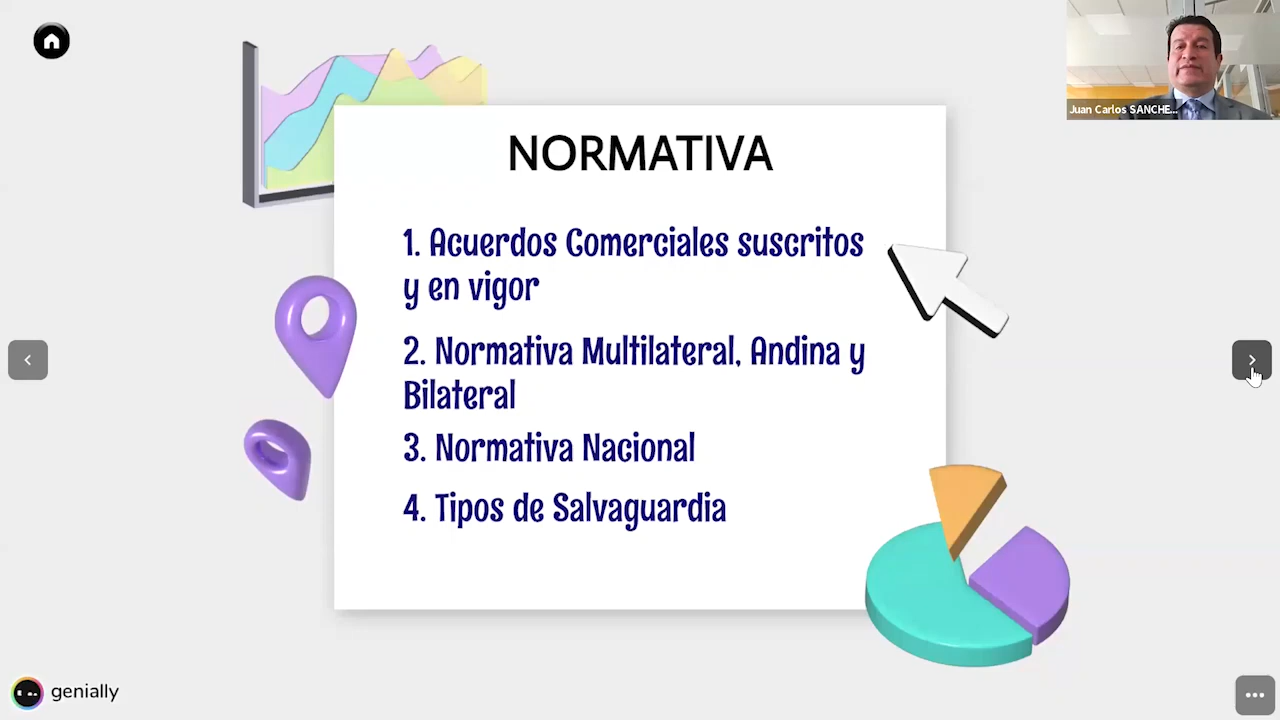 Juan Carlos SANCHE...
NORMATIVA
1. Acuerdos Comerciales suscritos
y en vigor
2. Normativa Multilateral, Andina y
Bilateral
3. Normativa Nacional
4. Tipos de Salvaguardia
genially